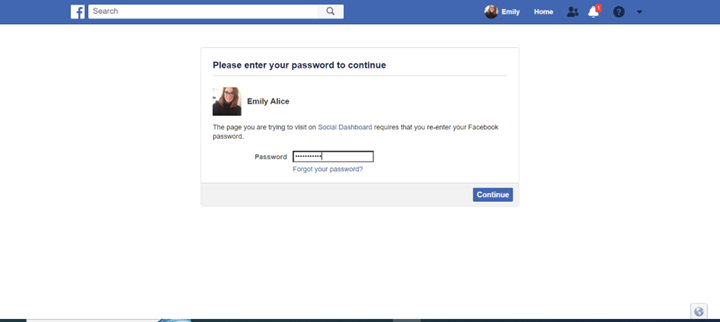 f Search Emily Home 1 ?
Please enter your password to continue
Emily Alice
The page you are trying to visit on Social Dashboard requires that you re-enter your Facebook
password.
Password •••••••••••
Forgot your password?
Continue